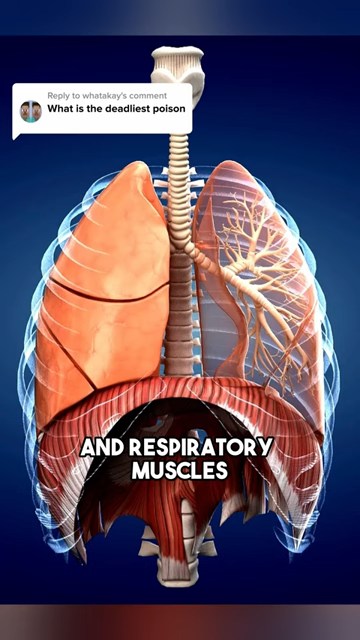 Reply to whatakay's comment
What is the deadliest poison
AND RESPIRATORY
MUSCLES